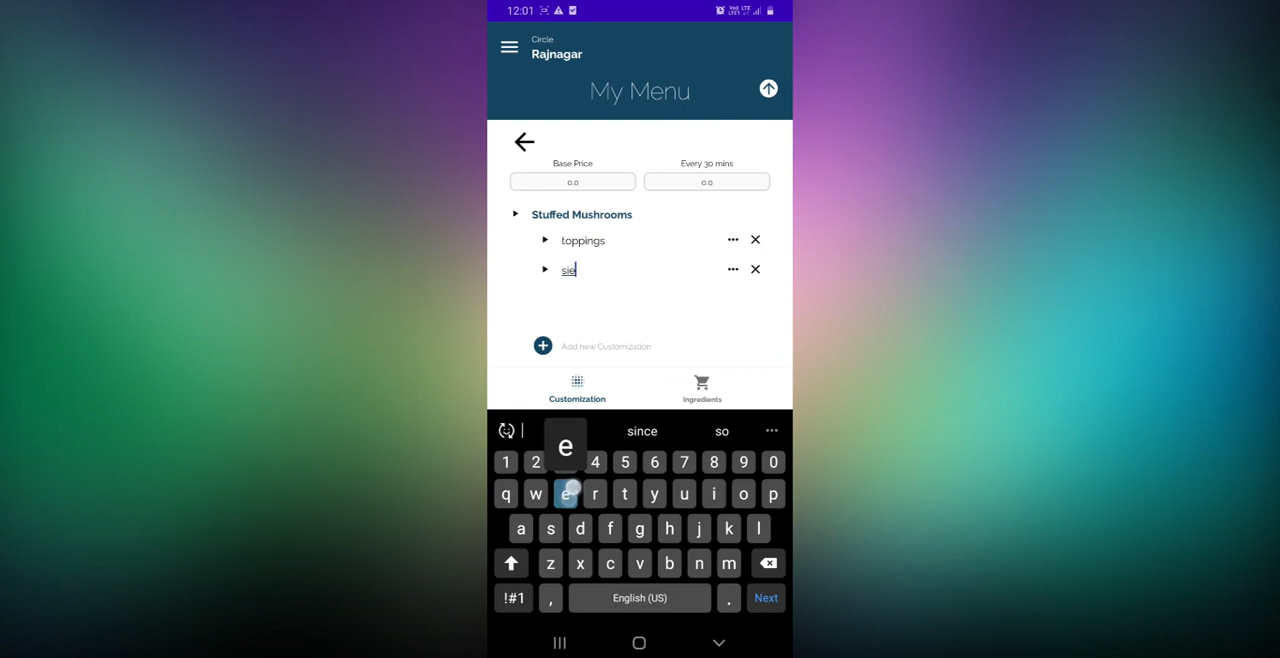 12:01
Circle
Rajnagar
My Menu
Base Price Every 30 mins
0.0 0.0
Stuffed Mushrooms
toppings
sie
Add new Customization
Customization Ingredients
e since so
1 2 4 5 6 7 8 9 0
q w e r t y u i o p
a s d f g h j k l
z x c v b n m
!#1 , English (US) . Next